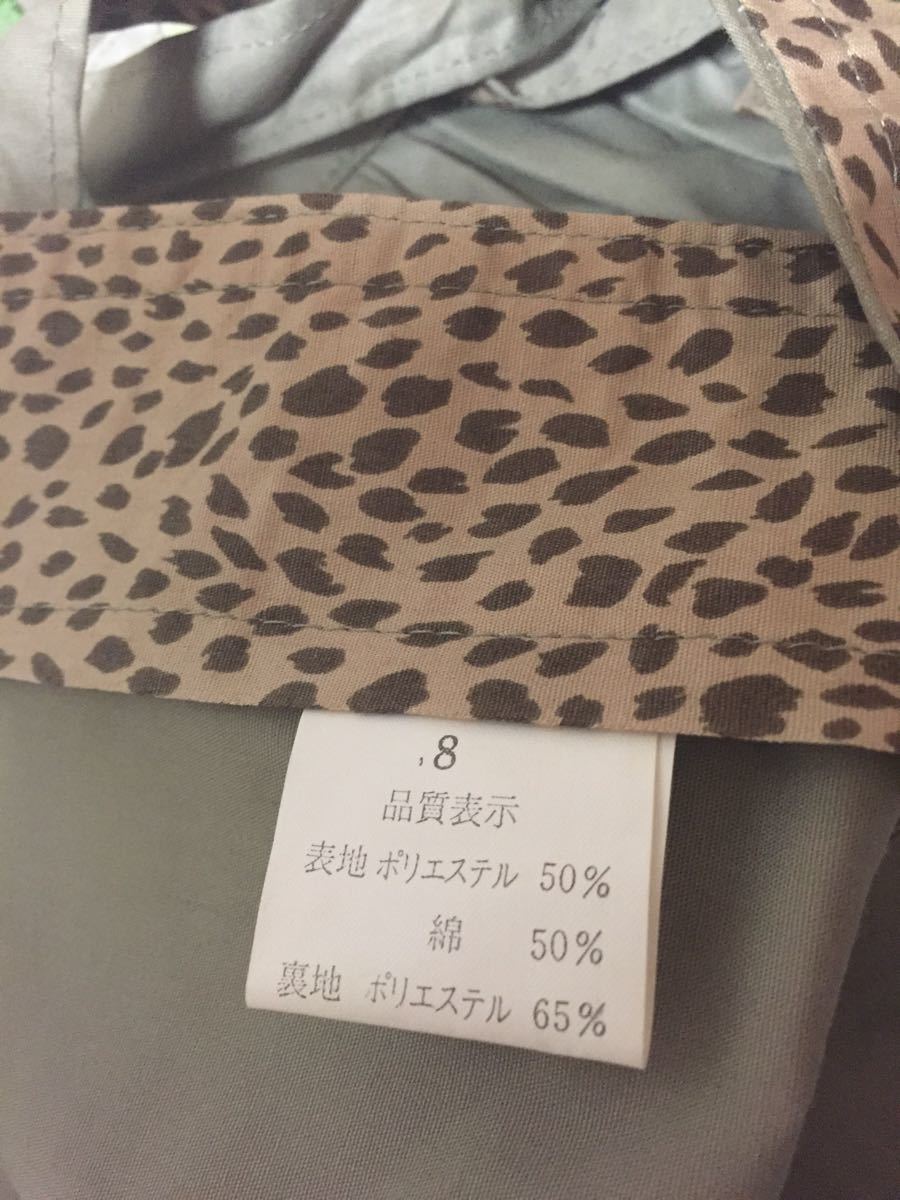 ,8
品質表示
表地 ポリエステル 50%
綿 50%
裏地 ポリエステル 65%